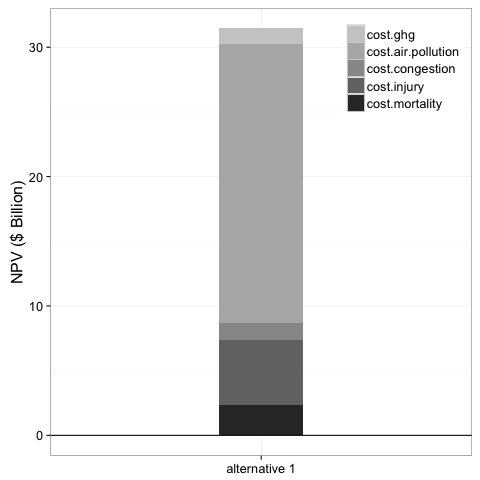 cost.ghg
cost.air.pollution
cost.congestion
cost.injury
cost.mortality
NPV ($ Billion)
30
20
10
0
alternative 1